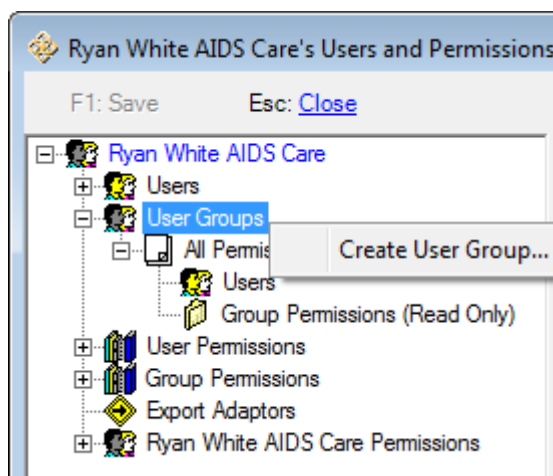 Ryan White AIDS Care's Users and Permissions
F1: Save Esc: Close
Ryan White AIDS Care
Users
User Groups
All Permis
Create User Group...
Users
Group Permissions (Read Only)
User Permissions
Group Permissions
Export Adaptors
Ryan White AIDS Care Permissions